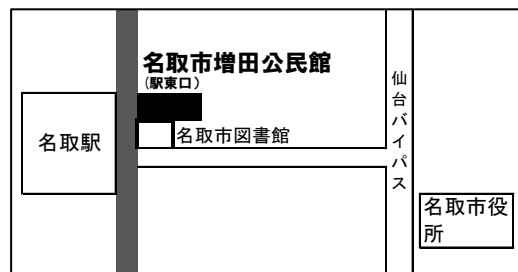 名取市増田公民館
(駅東口)
仙台バイパス
名取駅
名取市図書館
名取市役
所